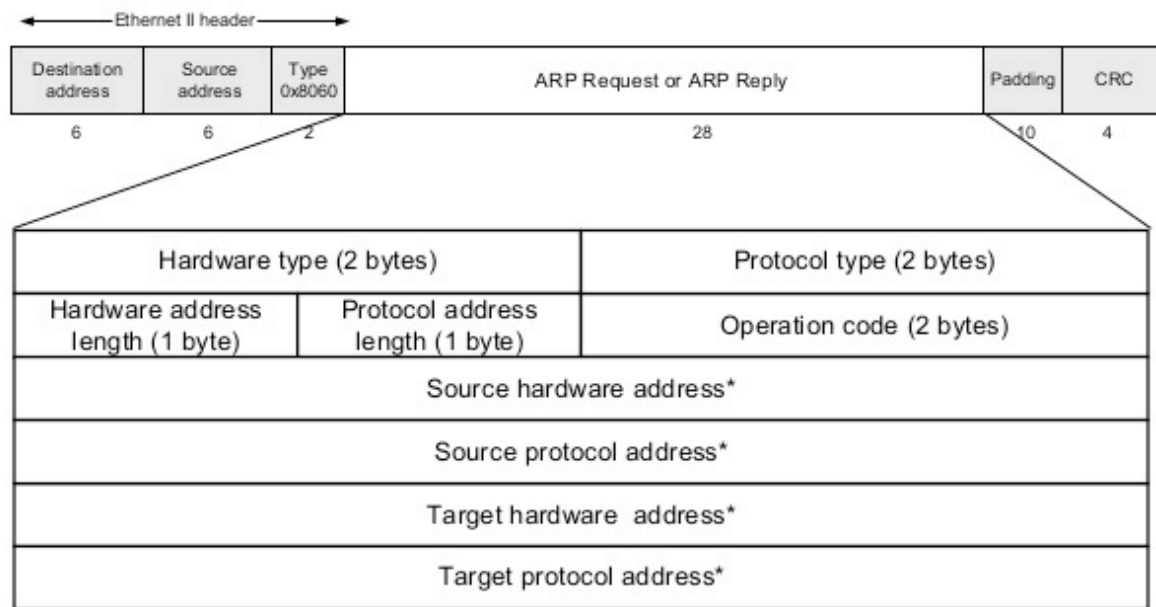 Ethernet II header
Destination
address
Source
address
Type
0x8060
ARP Request or ARP Reply
Padding
CRC
6
6
2
28
10
4
Hardware type (2 bytes)
Protocol type (2 bytes)
Hardware address
length (1 byte)
Protocol address
length (1 byte)
Operation code (2 bytes)
Source hardware address*
Source protocol address*
Target hardware address*
Target protocol address*